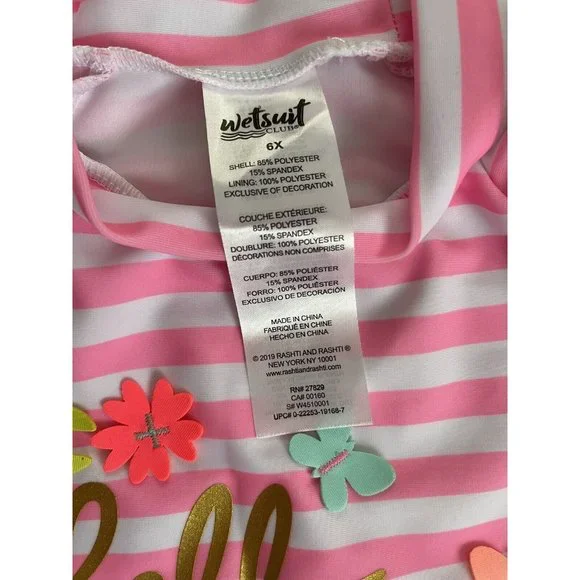 wetsuit
CLUB®
6X
SHELL: 85% POLYESTER
15% SPANDEX
LINING: 100% POLYESTER
EXCLUSIVE OF DECORATION
COUCHE EXTÉRIEURE:
85% POLYESTER
15% SPANDEX
DOUBLURE: 100% POLYESTER
DÉCORATIONS NON COMPRISES
CUERPO: 85% POLIÉSTER
15% SPANDEX
FORRO: 100% POLIÉSTER
EXCLUSIVO DE DECORACIÓN
MADE IN CHINA
FABRIQUÉ EN CHINE
HECHO EN CHINA
© 2019 RASHTI AND RASHTI ®
NEW YORK NY 10001
www.rashtiandrashti.com
RN# 27829
CA# 00160
S# W4510001
UPC# 0-22253-19168-7